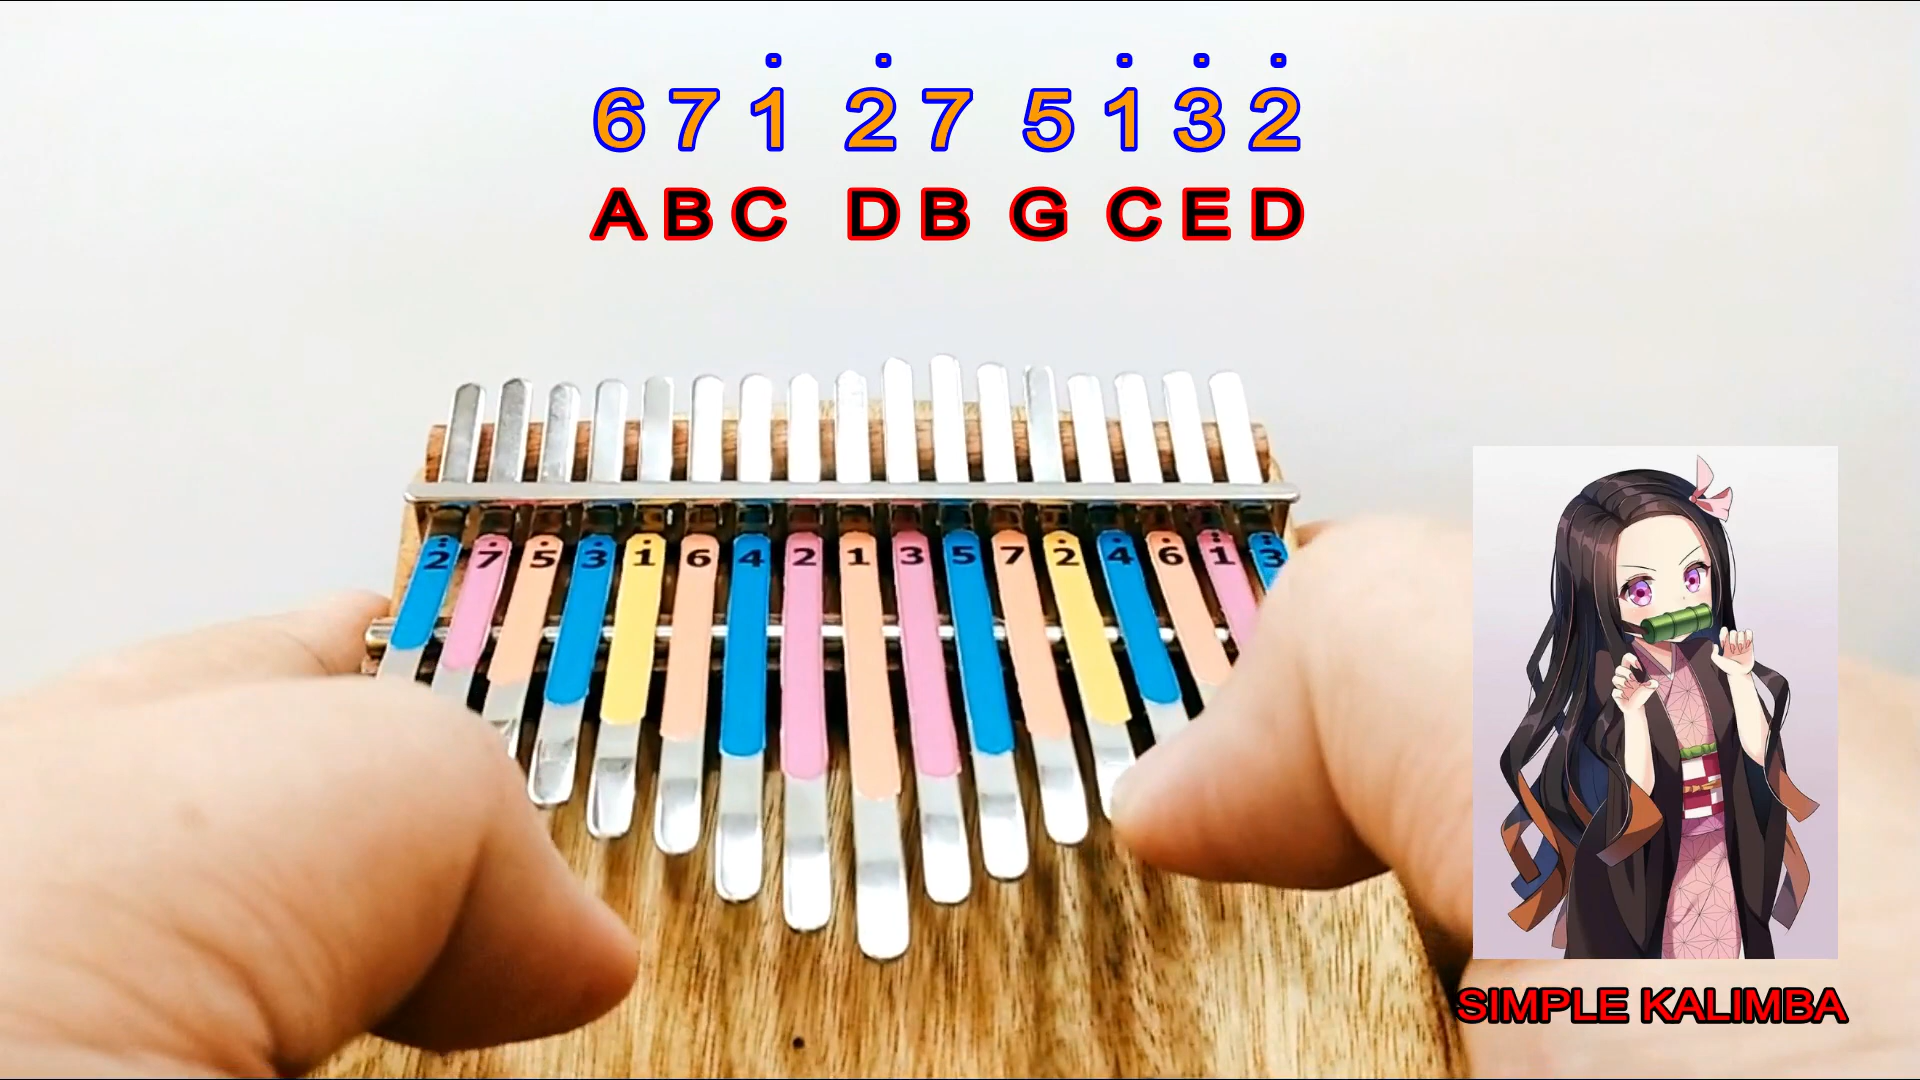 6 7 1̇ 2̇ 7 5 1̇ 3̇ 2̇
A B C D B G C E D
2̈ 7̇ 5̇ 3̇ 1̇ 6 4 2 1 3 5 7 2̇ 4̇ 6̇ 1̈ 3̈
SIMPLE KALIMBA